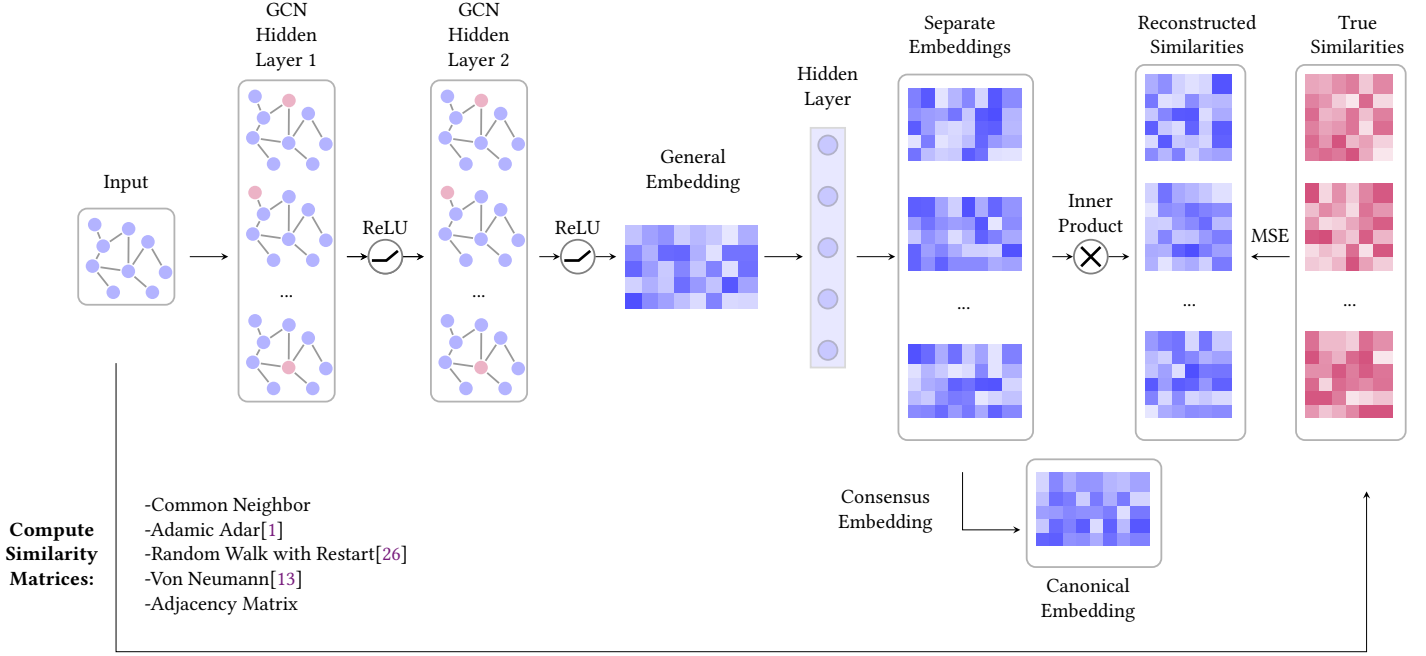 GCN
Hidden
Layer 1
GCN
Hidden
Layer 2
Separate
Embeddings
Reconstructed
Similarities
True
Similarities
Hidden
Layer
General
Embedding
Input
ReLU
ReLU
Inner
Product
MSE
...
...
...
...
...
Consensus
Embedding
Canonical
Embedding
Compute
Similarity
Matrices:
-Common Neighbor
-Adamic Adar[1]
-Random Walk with Restart[26]
-Von Neumann[13]
-Adjacency Matrix